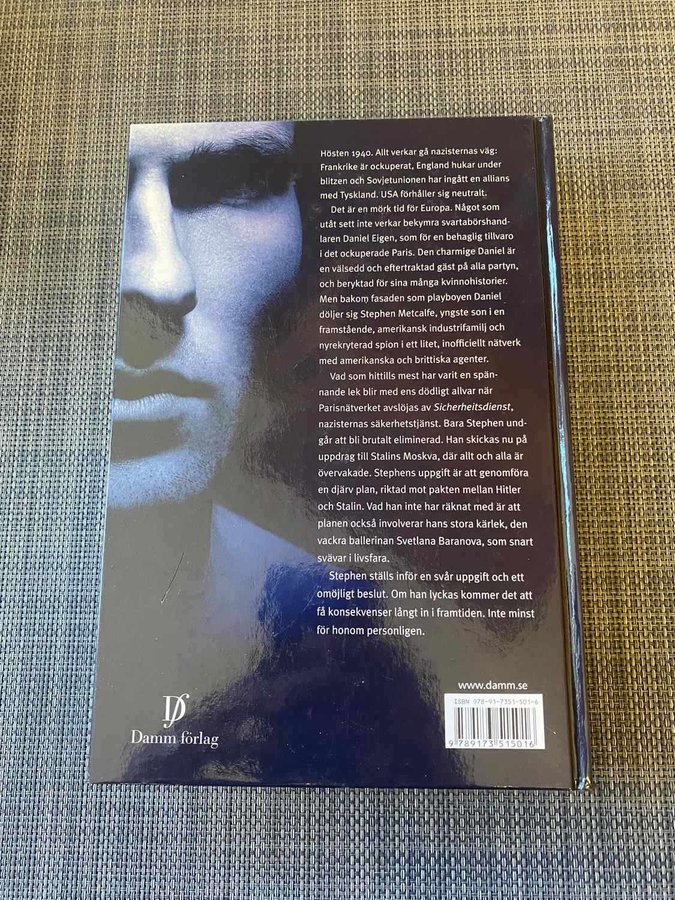 Hösten 1940. Allt verkar gå nazisternas väg:
Frankrike är ockuperat, England hukar under
blitzen och Sovjetunionen har ingått en allians
med Tyskland. USA förhåller sig neutralt.
Det är en mörk tid för Europa. Något som
utåt sett inte verkar bekymra svartabörshand-
laren Daniel Eigen, som för en behaglig tillvaro
i det ockuperade Paris. Den charmige Daniel är
en välsedd och eftertraktad gäst på alla partyn,
och beryktad för sina många kvinnohistorier.
Men bakom fasaden som playboyen Daniel
döljer sig Stephen Metcalfe, yngste son i en
framstående, amerikansk industrifamilj och
nyrekryterad spion i ett litet, inofficiellt nätverk
med amerikanska och brittiska agenter.
Vad som hittills mest har varit en spän-
nande lek blir med ens dödligt allvar när
Parisnätverket avslöjas av Sicherheitsdienst,
nazisternas säkerhetstjänst. Bara Stephen und-
går att bli brutalt eliminerad. Han skickas nu på
uppdrag till Stalins Moskva, där allt och alla är
övervakade. Stephens uppgift är att genomföra
en djärv plan, riktad mot pakten mellan Hitler
och Stalin. Vad han inte har räknat med är att
planen också involverar hans stora kärlek, den
vackra ballerinan Svetlana Baranova, som snart
svävar i livsfara.
Stephen ställs inför en svår uppgift och ett
omöjligt beslut. Om han lyckas kommer det att
få konsekvenser långt in i framtiden. Inte minst
för honom personligen.
www.damm.se
ISBN 978-91-7351-501-6
9 789173 515016
Df
Damm förlag